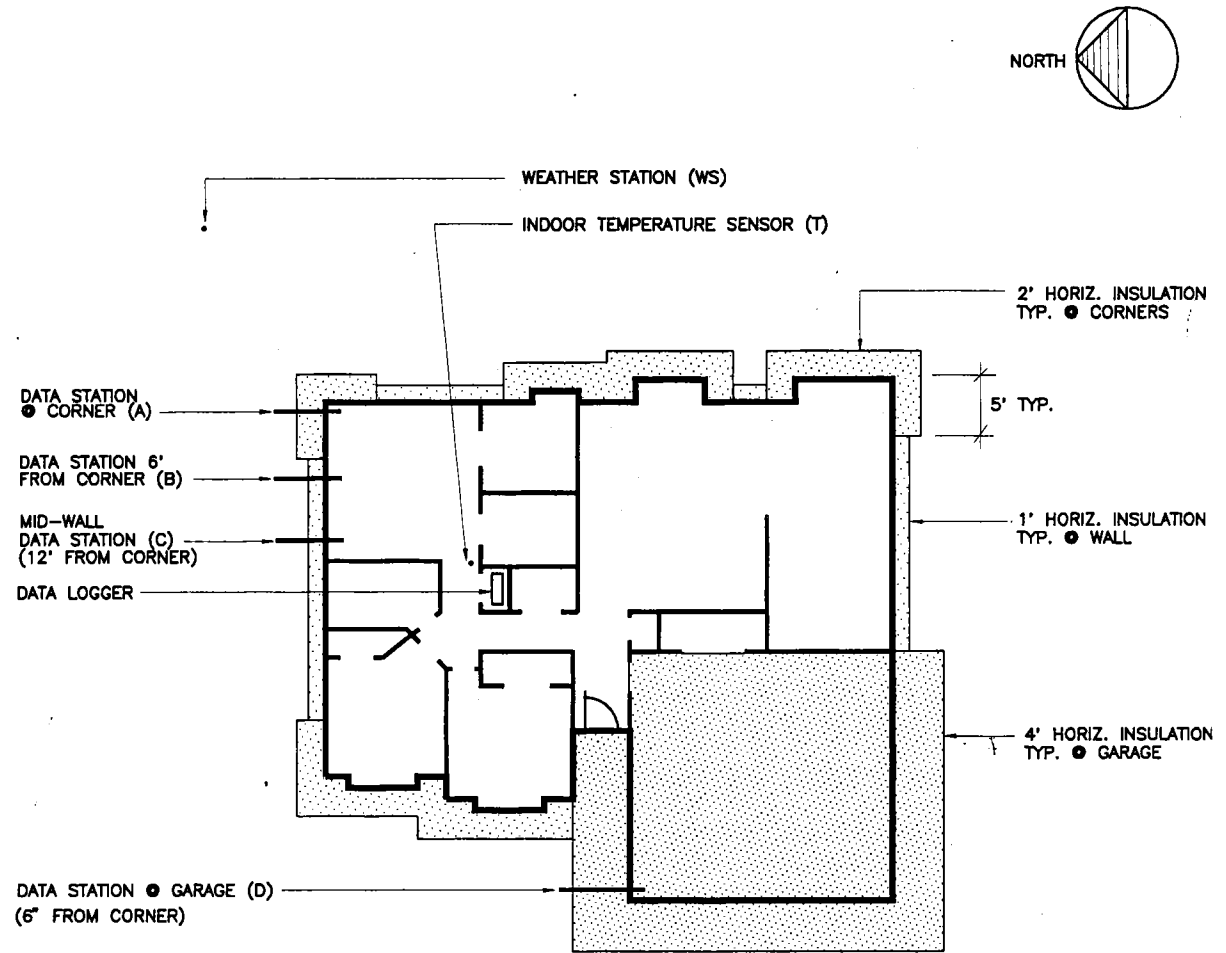 NORTH
WEATHER STATION (WS)
INDOOR TEMPERATURE SENSOR (T)
2' HORIZ. INSULATION
TYP. @ CORNERS
5' TYP.
DATA STATION
@ CORNER (A)
DATA STATION 6'
FROM CORNER (B)
MID-WALL
DATA STATION (C)
(12' FROM CORNER)
DATA LOGGER
1' HORIZ. INSULATION
TYP. @ WALL
4' HORIZ. INSULATION
TYP. @ GARAGE
DATA STATION @ GARAGE (D)
(6" FROM CORNER)